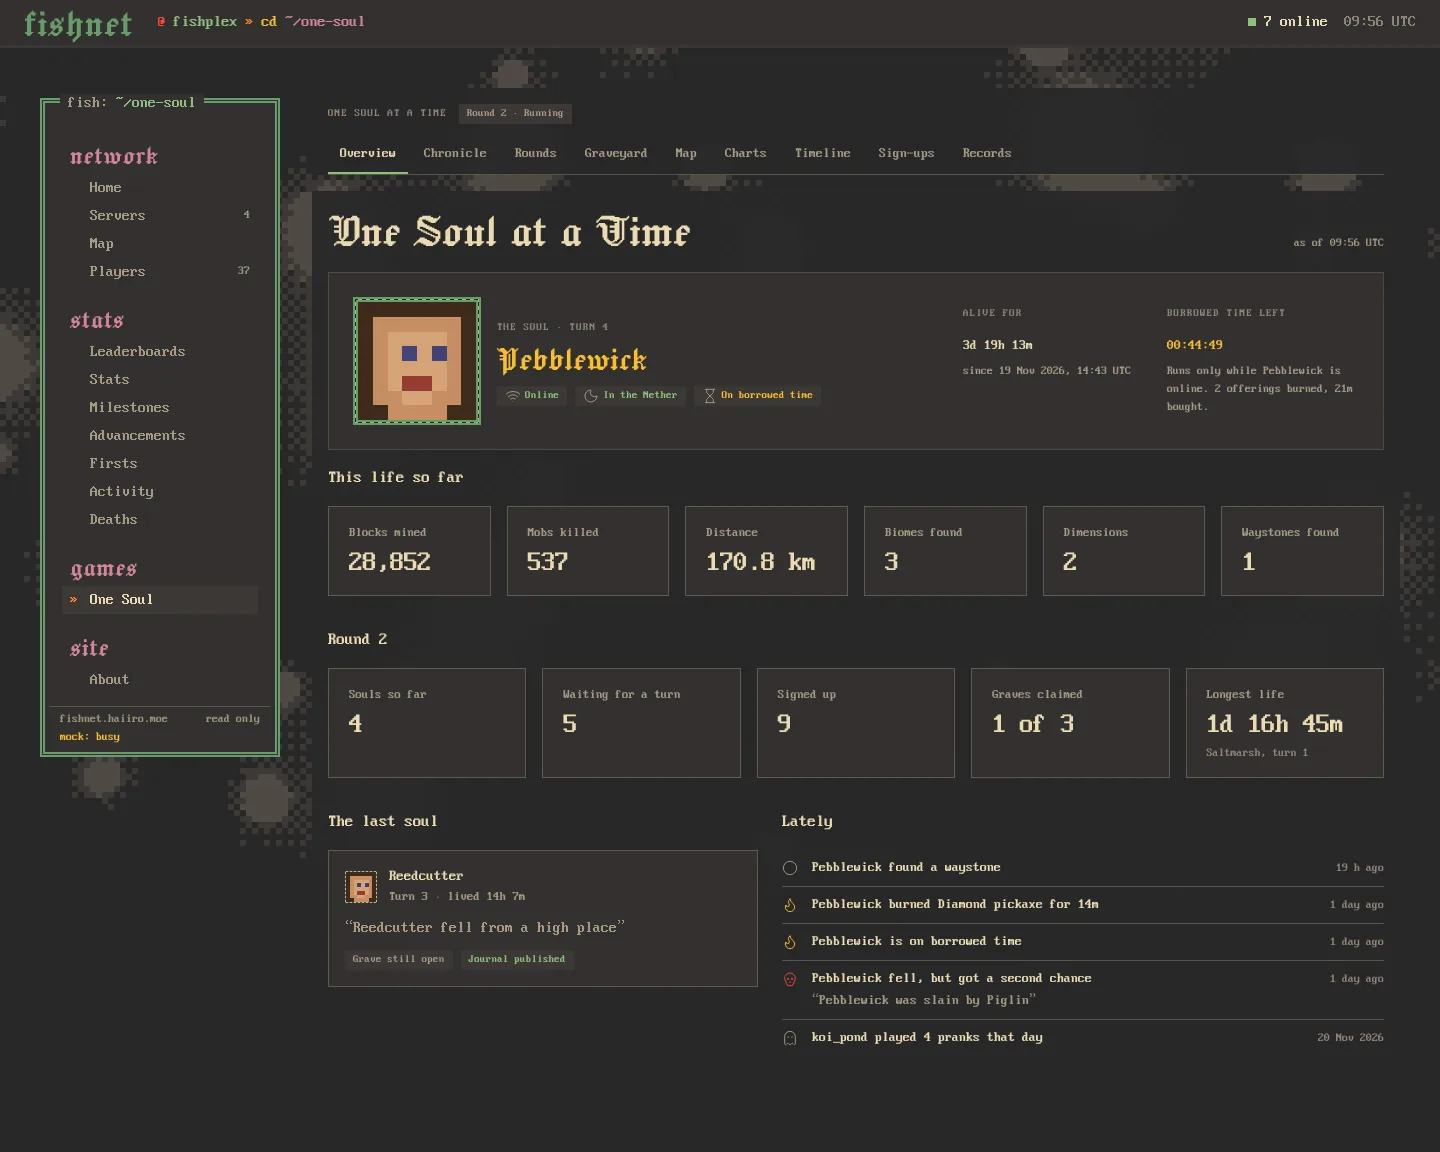 fishnet
@ fishplex » cd ~/one-soul
7 online 09:56 UTC
fish: ~/one-soul
network
Home
Servers 4
Map
Players 37
stats
Leaderboards
Stats
Milestones
Advancements
Firsts
Activity
Deaths
games
» One Soul
site
About
fishnet.haiiro.moe read only
mock: busy
ONE SOUL AT A TIME Round 2 · Running
Overview Chronicle Rounds Graveyard Map Charts Timeline Sign-ups Records
One Soul at a Time
as of 09:56 UTC
THE SOUL · TURN 4
Pebblewick
Online In the Nether On borrowed time
ALIVE FOR
3d 19h 13m
since 19 Nov 2026, 14:43 UTC
BORROWED TIME LEFT
00:44:49
Runs only while Pebblewick is
online. 2 offerings burned, 21m
bought.
This life so far
Blocks mined
28,852
Mobs killed
537
Distance
170.8 km
Biomes found
3
Dimensions
2
Waystones found
1
Round 2
Souls so far
4
Waiting for a turn
5
Signed up
9
Graves claimed
1 of 3
Longest life
1d 16h 45m
Saltmarsh, turn 1
The last soul
Reedcutter
Turn 3 · lived 14h 7m
“Reedcutter fell from a high place”
Grave still open Journal published
Lately
Pebblewick found a waystone 19 h ago
Pebblewick burned Diamond pickaxe for 14m 1 day ago
Pebblewick is on borrowed time 1 day ago
Pebblewick fell, but got a second chance 1 day ago
“Pebblewick was slain by Piglin”
koi_pond played 4 pranks that day 20 Nov 2026